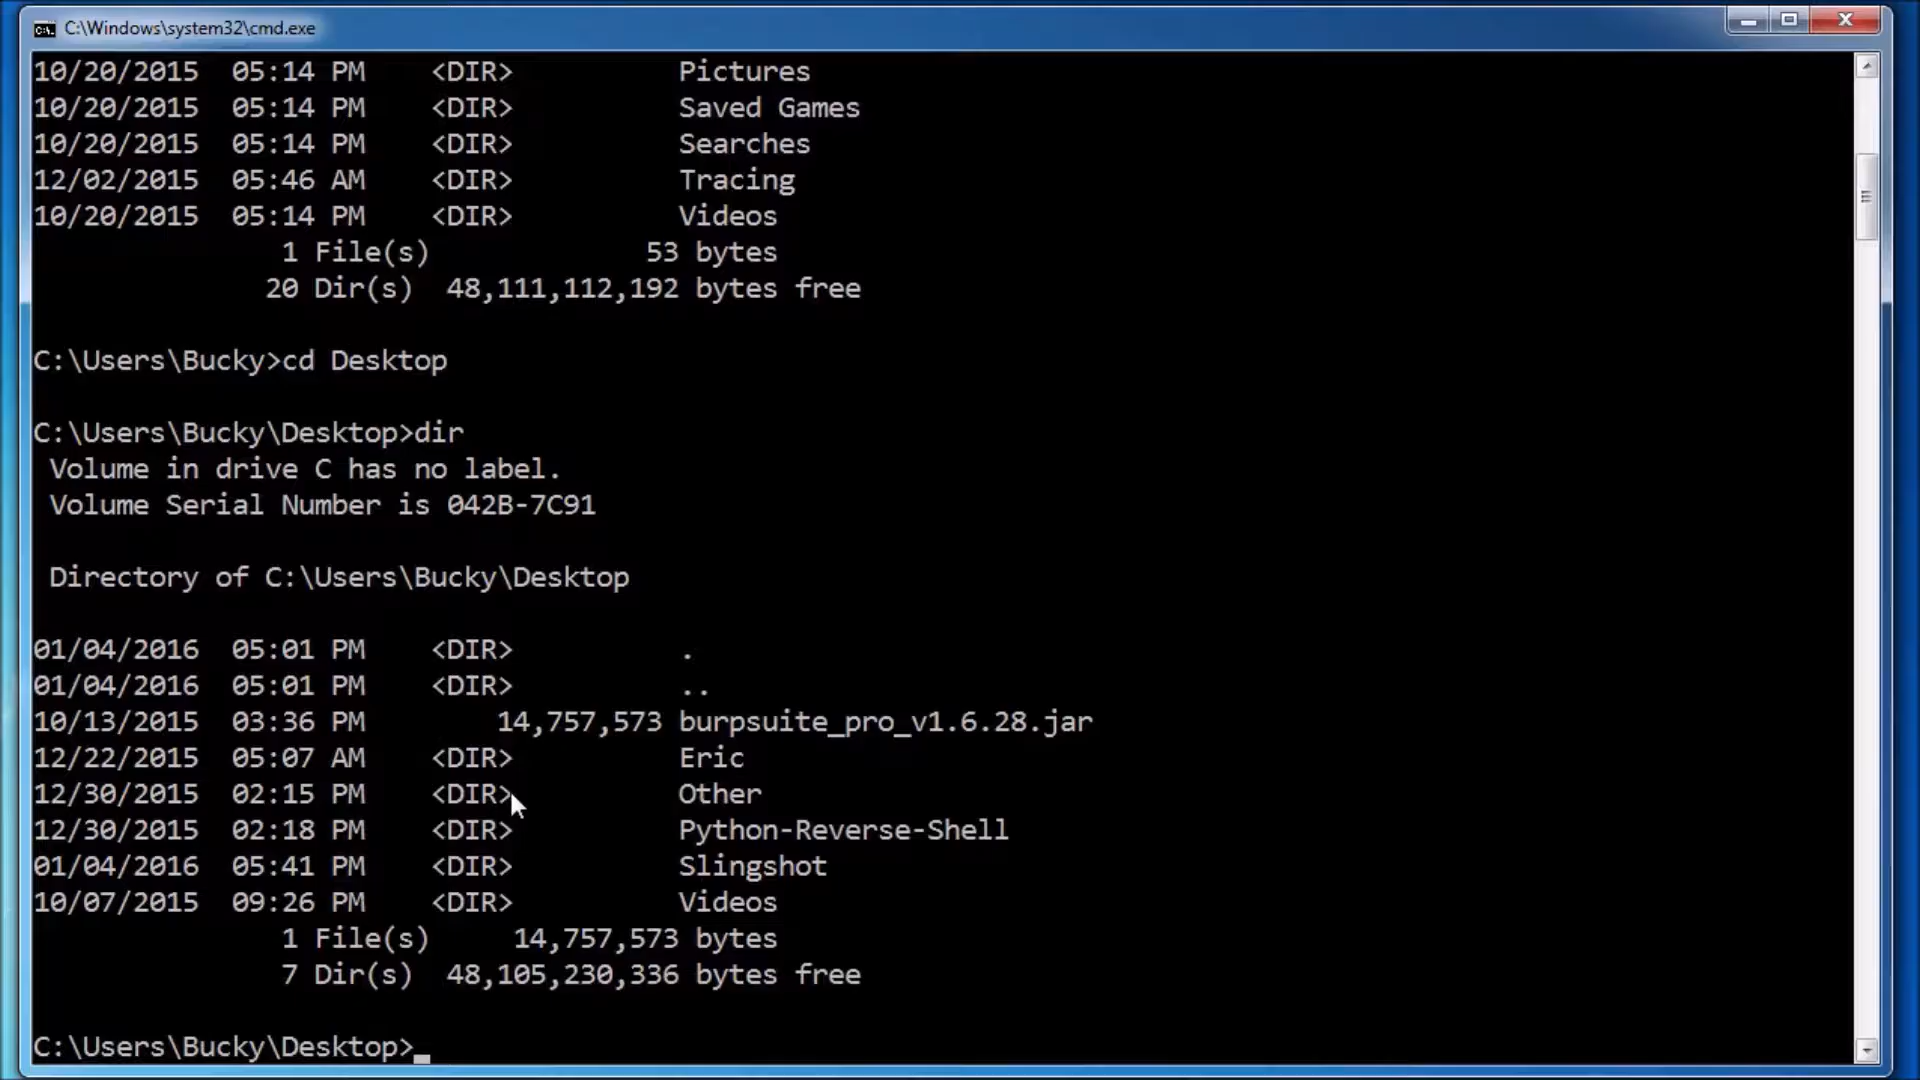 C:\Windows\system32\cmd.exe
10/20/2015  05:14 PM    <DIR>          Pictures
10/20/2015  05:14 PM    <DIR>          Saved Games
10/20/2015  05:14 PM    <DIR>          Searches
12/02/2015  05:46 AM    <DIR>          Tracing
10/20/2015  05:14 PM    <DIR>          Videos
               1 File(s)             53 bytes
              20 Dir(s)  48,111,112,192 bytes free
C:\Users\Bucky>cd Desktop
C:\Users\Bucky\Desktop>dir
 Volume in drive C has no label.
 Volume Serial Number is 042B-7C91
 Directory of C:\Users\Bucky\Desktop
01/04/2016  05:01 PM    <DIR>          .
01/04/2016  05:01 PM    <DIR>          ..
10/13/2015  03:36 PM        14,757,573 burpsuite_pro_v1.6.28.jar
12/22/2015  05:07 AM    <DIR>          Eric
12/30/2015  02:15 PM    <DIR>          Other
12/30/2015  02:18 PM    <DIR>          Python-Reverse-Shell
01/04/2016  05:41 PM    <DIR>          Slingshot
10/07/2015  09:26 PM    <DIR>          Videos
               1 File(s)     14,757,573 bytes
               7 Dir(s)  48,105,230,336 bytes free
C:\Users\Bucky\Desktop>_